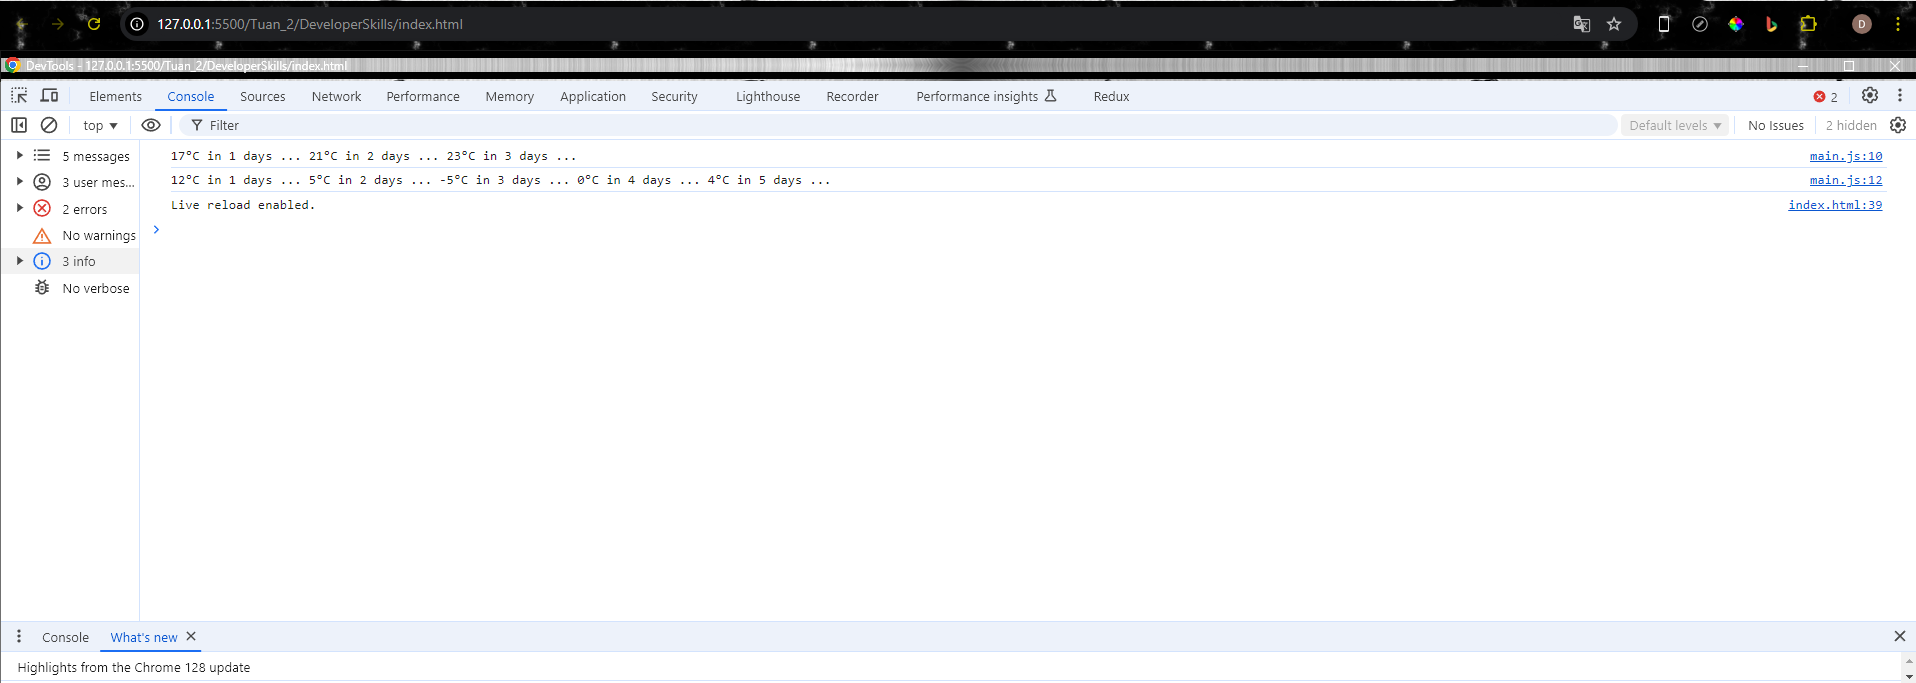 127.0.0.1:5500/Tuan_2/DeveloperSkills/index.html
D
DevTools - 127.0.0.1:5500/Tuan_2/DeveloperSkills/index.html
Elements Console Sources Network Performance Memory Application Security Lighthouse Recorder Performance insights Redux 2
top Filter Default levels No Issues 2 hidden
5 messages
3 user mes...
2 errors
No warnings
3 info
No verbose
17°C in 1 days ... 21°C in 2 days ... 23°C in 3 days ... main.js:10
12°C in 1 days ... 5°C in 2 days ... -5°C in 3 days ... 0°C in 4 days ... 4°C in 5 days ... main.js:12
Live reload enabled. index.html:39
Console What's new
Highlights from the Chrome 128 update